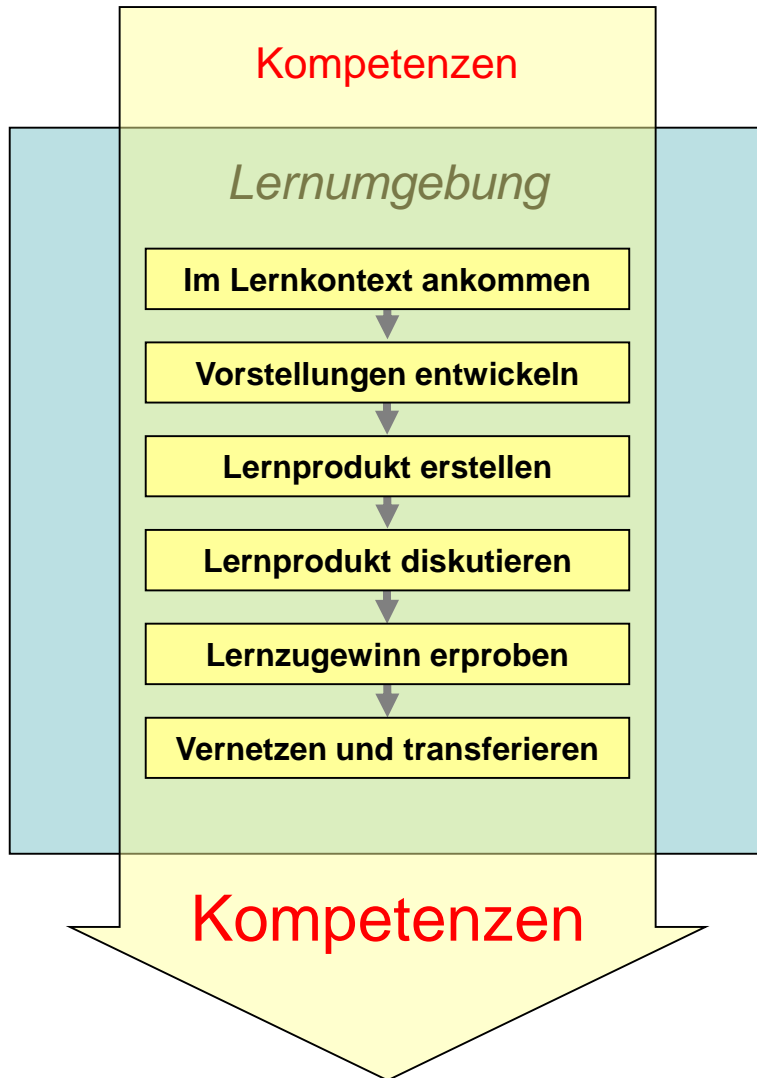 Kompetenzen
Lernumgebung
Im Lernkontext ankommen
Vorstellungen entwickeln
Lernprodukt erstellen
Lernprodukt diskutieren
Lernzugewinn erproben
Vernetzen und transferieren
Kompetenzen